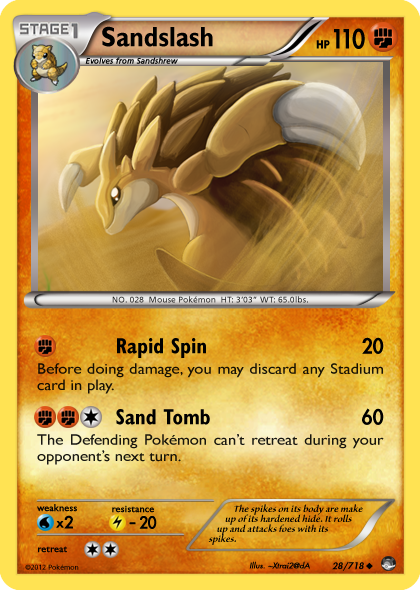 STAGE1
Sandslash
HP 110
Evolves from Sandshrew
NO. 028 Mouse Pokémon HT: 3'03" WT: 65.0lbs.
Rapid Spin 20
Before doing damage, you may discard any Stadium
card in play.
Sand Tomb 60
The Defending Pokémon can't retreat during your
opponent's next turn.
weakness
x2
resistance
- 20
retreat
The spikes on its body are make
up of its hardened hide. It rolls
up and attacks foes with its
spikes.
©2012 Pokémon
Illus. ~Xtrai2@dA
28/718